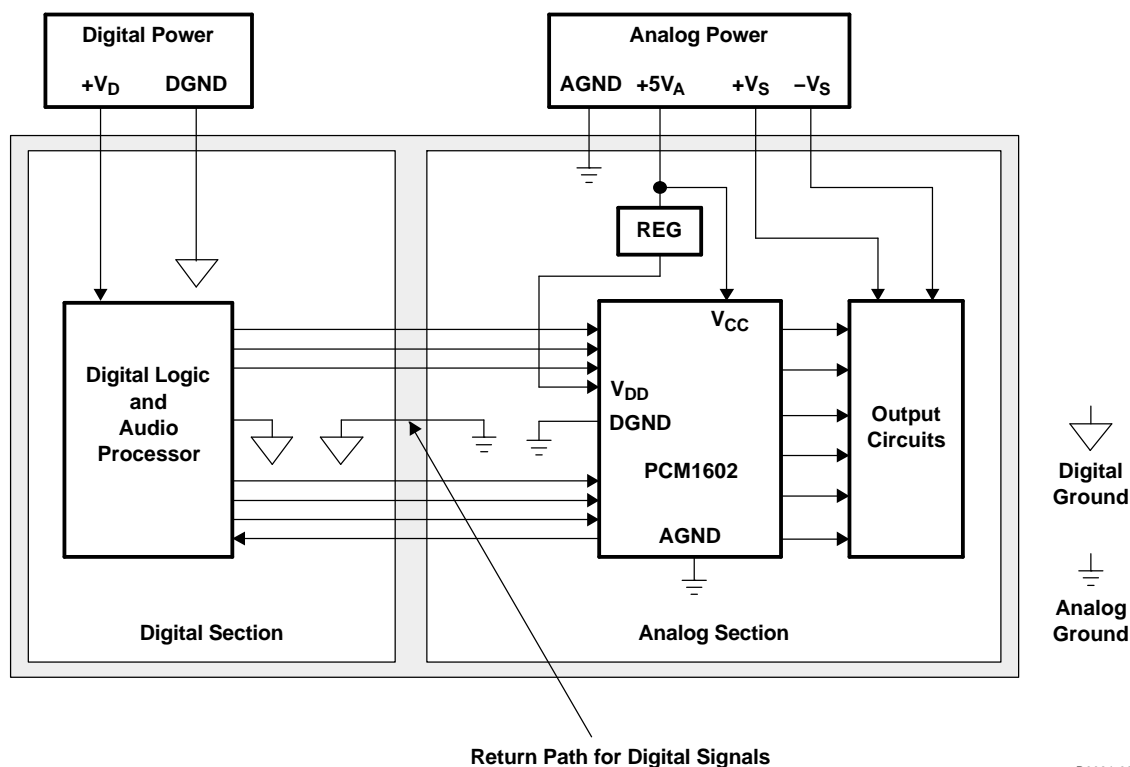 Digital Power
+VD DGND
Analog Power
AGND +5VA +VS –VS
REG
VCC
Digital Logic
and
Audio
Processor
VDD
DGND
PCM1602
AGND
Output
Circuits
Digital
Ground
Analog
Ground
Digital Section
Analog Section
Return Path for Digital Signals